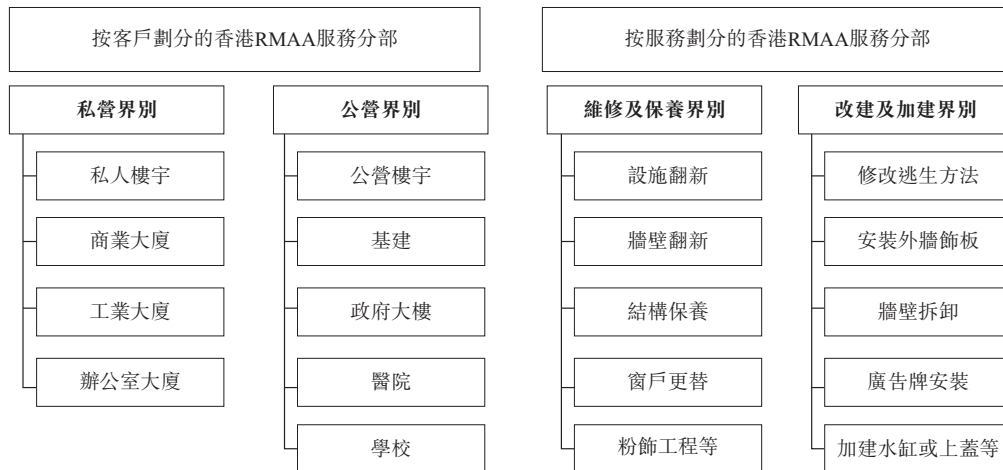 按客戶劃分的香港RMAA服務分部
私營界別
私人樓宇
商業大廈
工業大廈
辦公室大廈
公營界別
公營樓宇
基建
政府大樓
醫院
學校
按服務劃分的香港RMAA服務分部
維修及保養界別
設施翻新
牆壁翻新
結構保養
窗戶更替
粉飾工程等
改建及加建界別
修改逃生方法
安裝外牆飾板
牆壁拆卸
廣告牌安裝
加建水缸或上蓋等